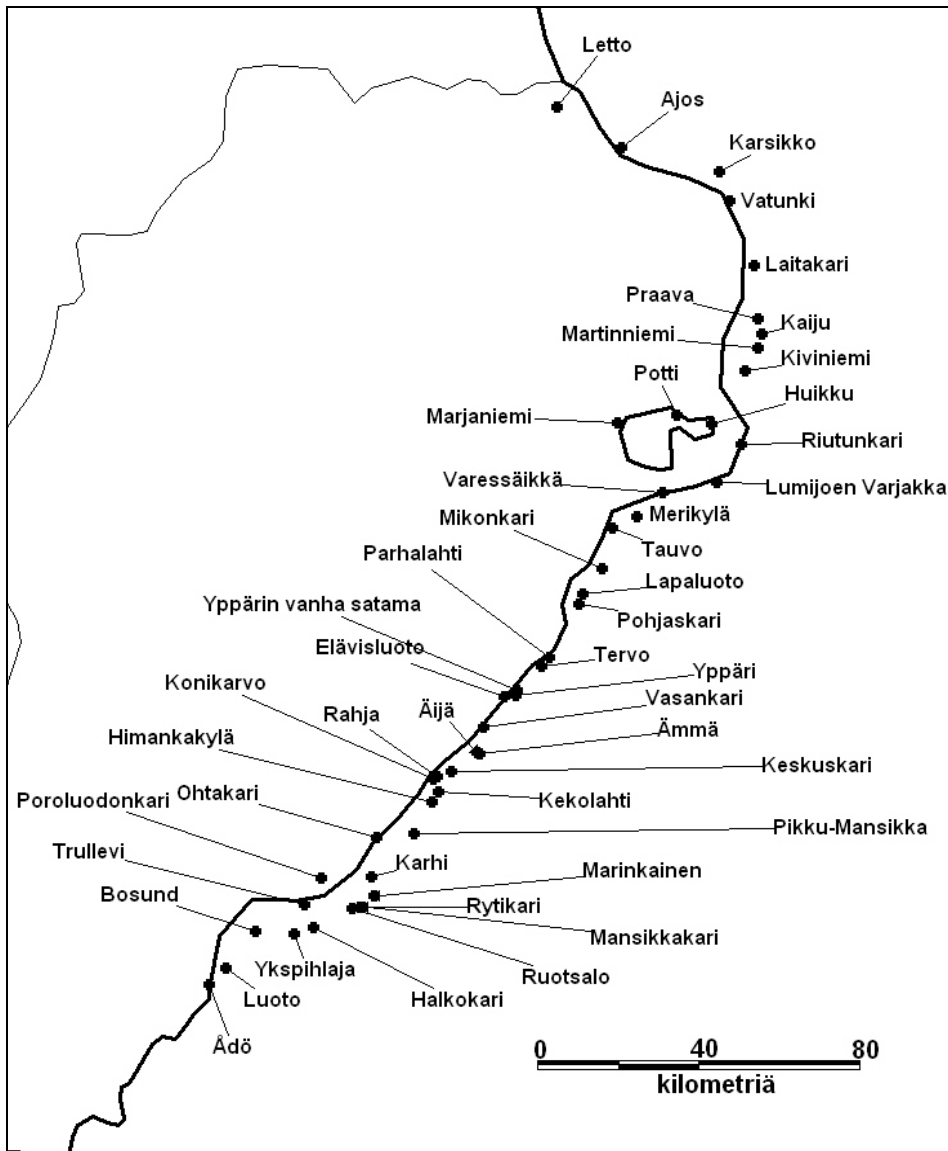 Letto
Ajos
Karsikko
Vatunki
Laitakari
Praava
Kaiju
Martinniemi
Kiviniemi
Potti
Huikku
Marjaniemi
Riutunkari
Varessäikkä
Lumijoen Varjakka
Mikonkari
Merikylä
Tauvo
Parhalahti
Lapaluoto
Yppärin vanha satama
Pohjaskari
Elävisluoto
Tervo
Yppäri
Konikarvo
Äijä
Vasankari
Rahja
Ämmä
Himankakylä
Keskuskari
Poroluodonkari
Ohtakari
Kekolahti
Pikku-Mansikka
Trullevi
Karhi
Marinkainen
Bosund
Rytikari
Mansikkakari
Ykspihlaja
Ruotsalo
Luoto
Halkokari
Ådö
0 40 80
kilometriä